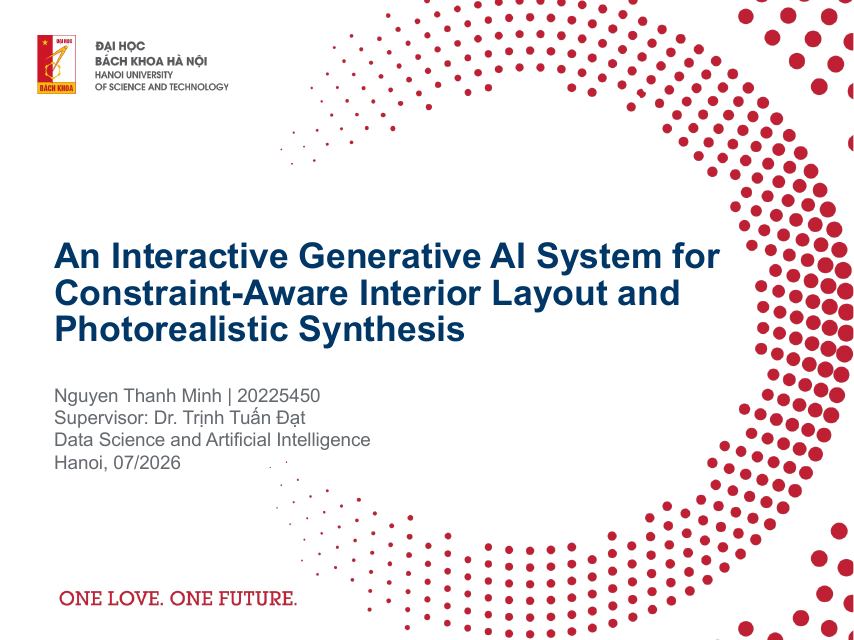 ĐẠI HỌC
BÁCH KHOA
ĐẠI HỌC
BÁCH KHOA HÀ NỘI
HANOI UNIVERSITY
OF SCIENCE AND TECHNOLOGY
An Interactive Generative AI System for
Constraint-Aware Interior Layout and
Photorealistic Synthesis
Nguyen Thanh Minh | 20225450
Supervisor: Dr. Trịnh Tuấn Đạt
Data Science and Artificial Intelligence
Hanoi, 07/2026
ONE LOVE. ONE FUTURE.